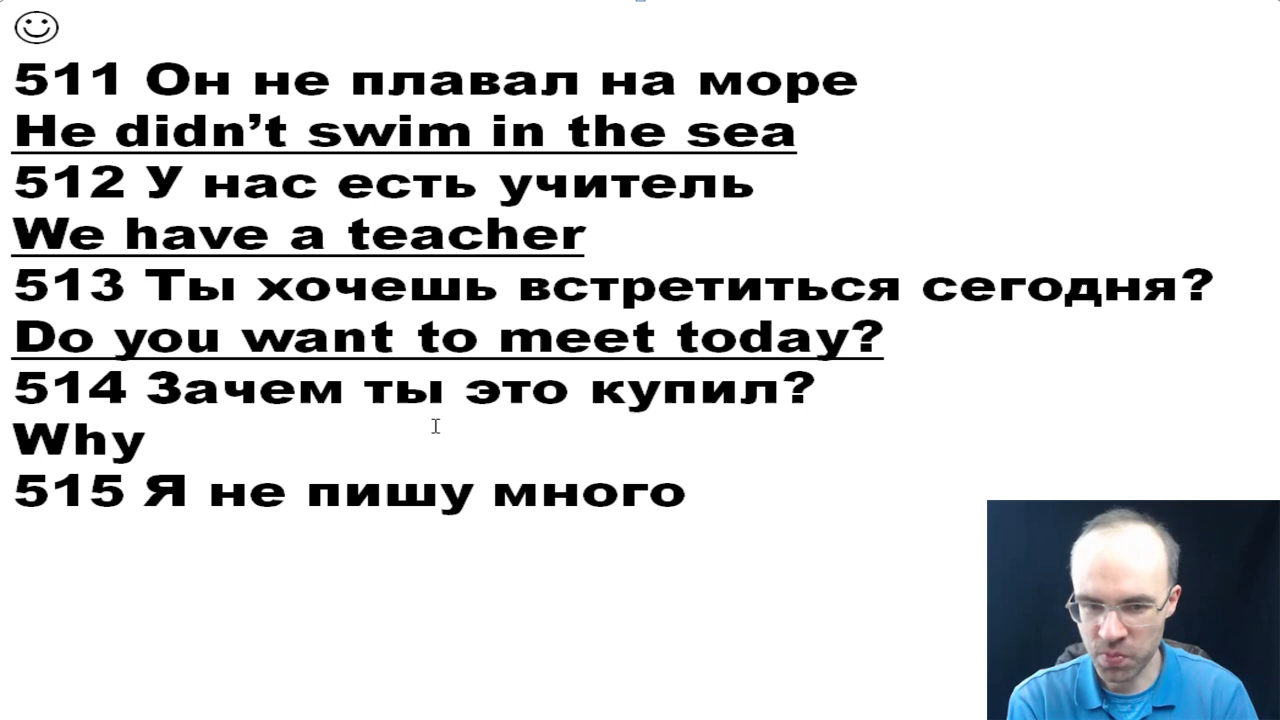 511 Он не плавал на море
He didn’t swim in the sea
512 У нас есть учитель
We have a teacher
513 Ты хочешь встретиться сегодня?
Do you want to meet today?
514 Зачем ты это купил?
Why
515 Я не пишу много